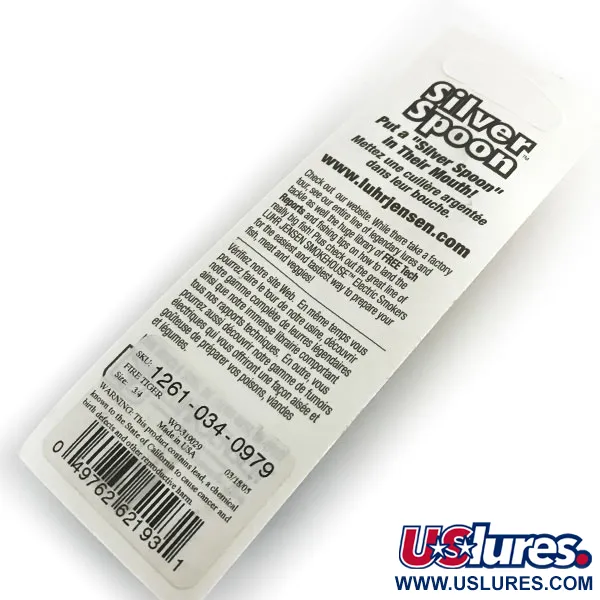 silver
spoon™
Put a "Silver Spoon"
in Their Mouth!
Mettez une cuillère argentée
dans leur bouche.
www.luhrjensen.com
Check out our website. While there take a factory
tour, see our entire line of legendary lures and
tackle as well the huge library of FREE Tech
Reports and fishing tips on how to land the
really big fish! Plus check out the great line of
LUHR JENSEN SMOKEHOUSE™ Electric Smokers
for the easiest and tastiest way to prepare your
fish, meat and veggies!
Vérifiez notre site Web. En même temps vous
pourrez faire le tour de notre usine, découvrir
notre gamme complète de leurres légendaires
ainsi que notre immense librairie comportant
tous nos rapports techniques. En outre, vous
pourrez aussi découvrir notre gamme de fumoirs
électriques qui vous offriront une façon aisée et
goûteuse de préparer vos poisons, viandes
et légumes.
SKU: 1261-034-0979
FIRE TIGER WO-319029 03/18/05
Size: 3/4 Made in USA
WARNING: This product contains lead, a chemical
known to the State of California to cause cancer and
birth defects and other reproductive harm.
0 49762 62193 1
USlures.
WWW.USLURES.COM